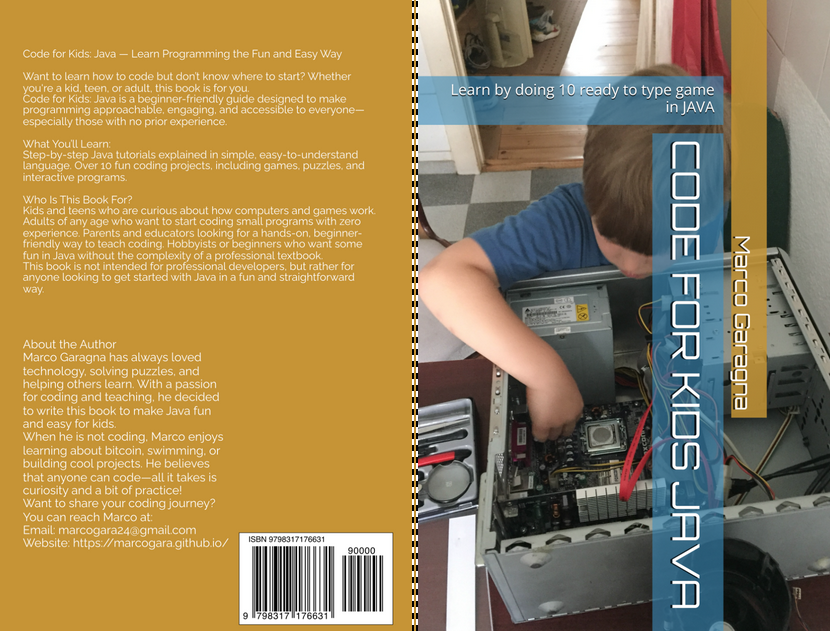 Code for Kids: Java — Learn Programming the Fun and Easy Way
Want to learn how to code but don't know where to start? Whether
you're a kid, teen, or adult, this book is for you.
Code for Kids: Java is a beginner-friendly guide designed to make
programming approachable, engaging, and accessible to everyone—
especially those with no prior experience.
What You'll Learn:
Step-by-step Java tutorials explained in simple, easy-to-understand
language. Over 10 fun coding projects, including games, puzzles, and
interactive programs.
Who Is This Book For?
Kids and teens who are curious about how computers and games work.
Adults of any age who want to start coding small programs with zero
experience. Parents and educators looking for a hands-on, beginner-
friendly way to teach coding. Hobbyists or beginners who want some
fun in Java without the complexity of a professional textbook.
This book is not intended for professional developers, but rather for
anyone looking to get started with Java in a fun and straightforward
way.
About the Author
Marco Garagna has always loved
technology, solving puzzles, and
helping others learn. With a passion
for coding and teaching, he decided
to write this book to make Java fun
and easy for kids.
When he is not coding, Marco enjoys
learning about bitcoin, swimming, or
building cool projects. He believes
that anyone can code—all it takes is
curiosity and a bit of practice!
Want to share your coding journey?
You can reach Marco at:
Email: marcogara24@gmail.com
Website: https://marcogara.github.io/
ISBN 9798317176631
90000
9 798317 176631
Learn by doing 10 ready to type game
in JAVA
CODE FOR KIDS JAVA
Marco Garagna